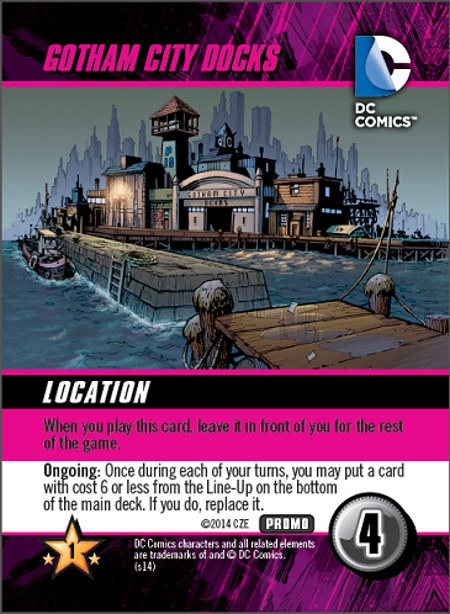 GOTHAM CITY DOCKS
DC
DC
COMICS™
GOTHAM CITY
DOCKS
LOCATION
When you play this card, leave it in front of you for the rest
of the game.
Ongoing: Once during each of your turns, you may put a card
with cost 6 or less from the Line-Up on the bottom
of the main deck. If you do, replace it.
©2014 CZE PROMO
1
DC Comics characters and all related elements
are trademarks of and © DC Comics.
(s14)
4